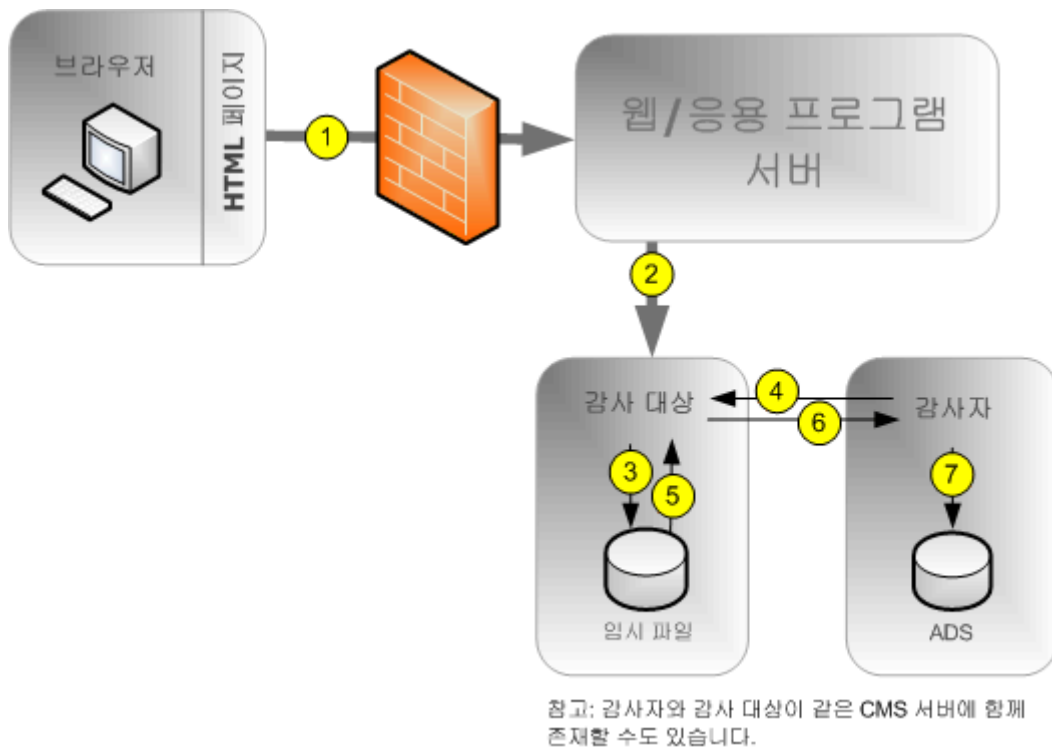 브라우저
HTML 페이지
1
웹/응용 프로그램
서버
2
감사 대상
4
6
감사자
3
5
7
임시 파일
ADS
참고: 감사자와 감사 대상이 같은 CMS 서버에 함께
존재할 수도 있습니다.